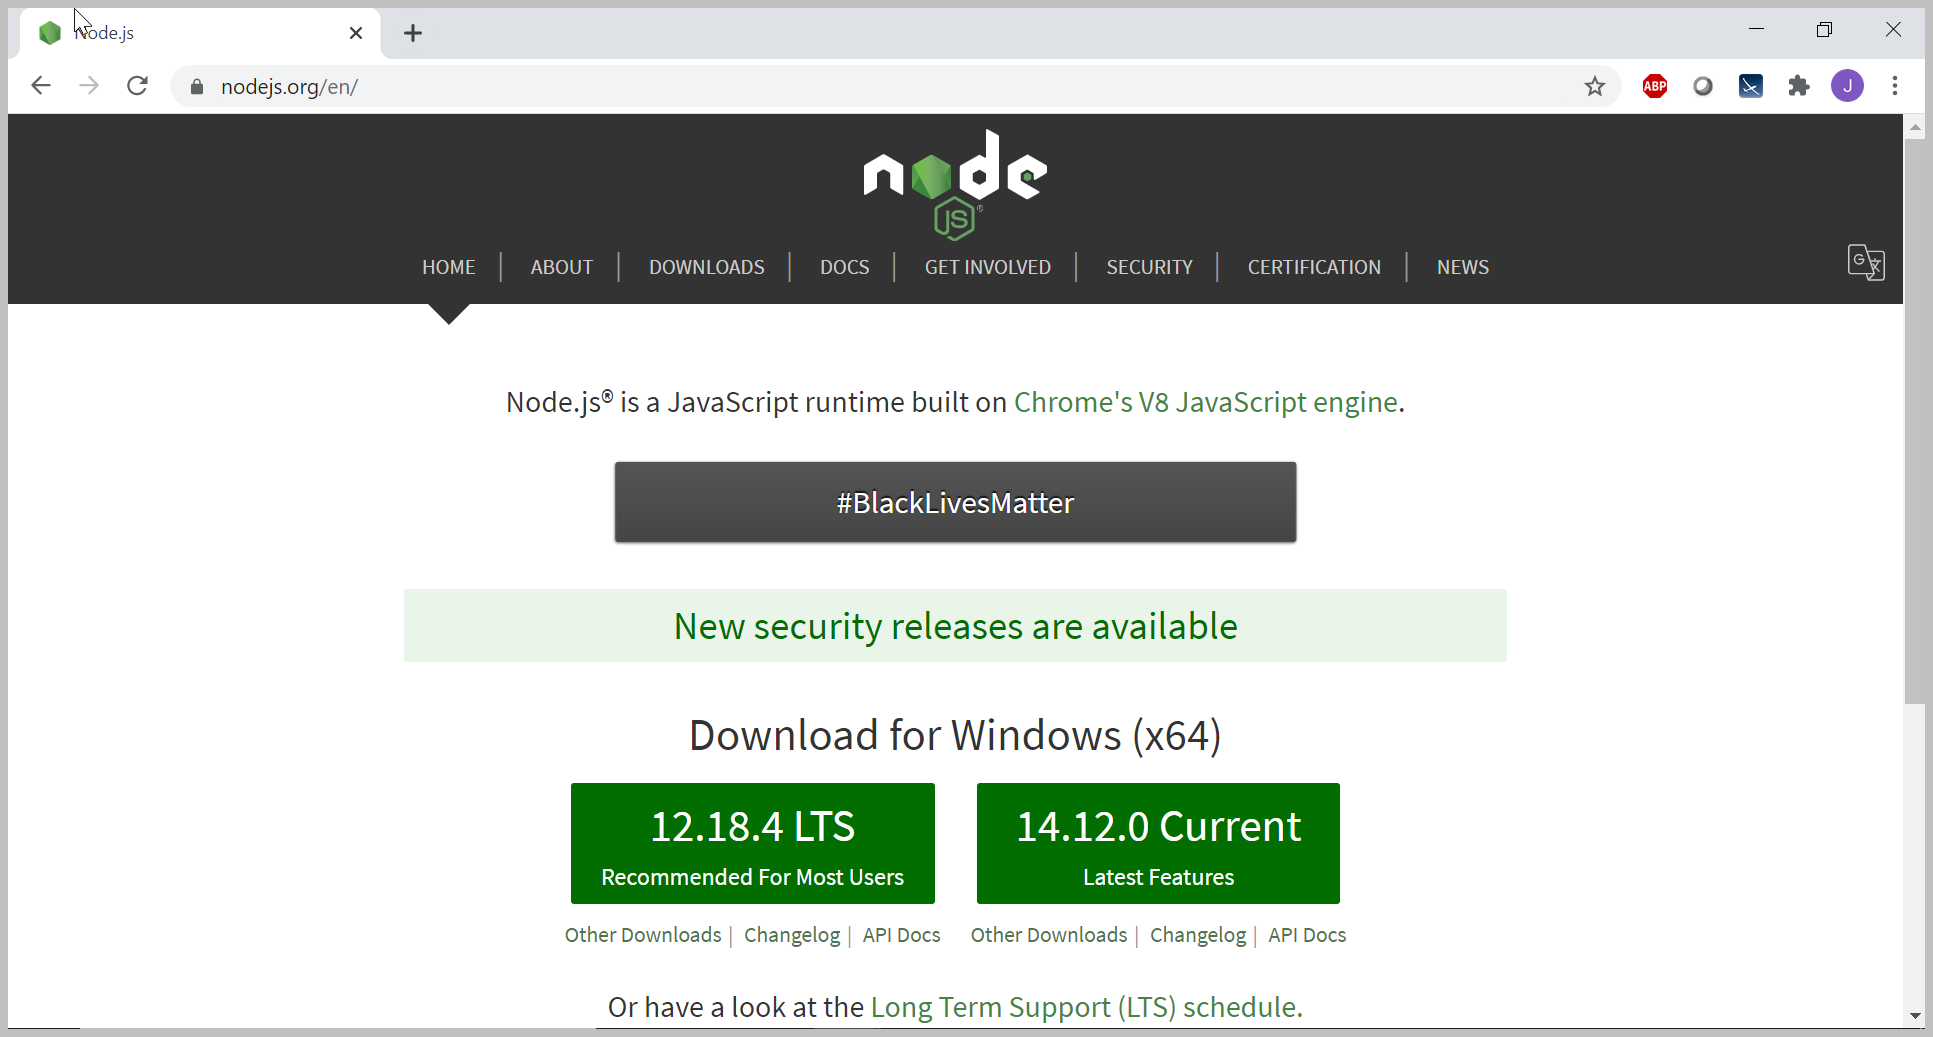 Node.js
nodejs.org/en/
ABP
J
node
JS®
HOME | ABOUT | DOWNLOADS | DOCS | GET INVOLVED | SECURITY | CERTIFICATION | NEWS
G
Node.js® is a JavaScript runtime built on Chrome's V8 JavaScript engine.
#BlackLivesMatter
New security releases are available
Download for Windows (x64)
12.18.4 LTS
Recommended For Most Users
14.12.0 Current
Latest Features
Other Downloads | Changelog | API Docs
Other Downloads | Changelog | API Docs
Or have a look at the Long Term Support (LTS) schedule.